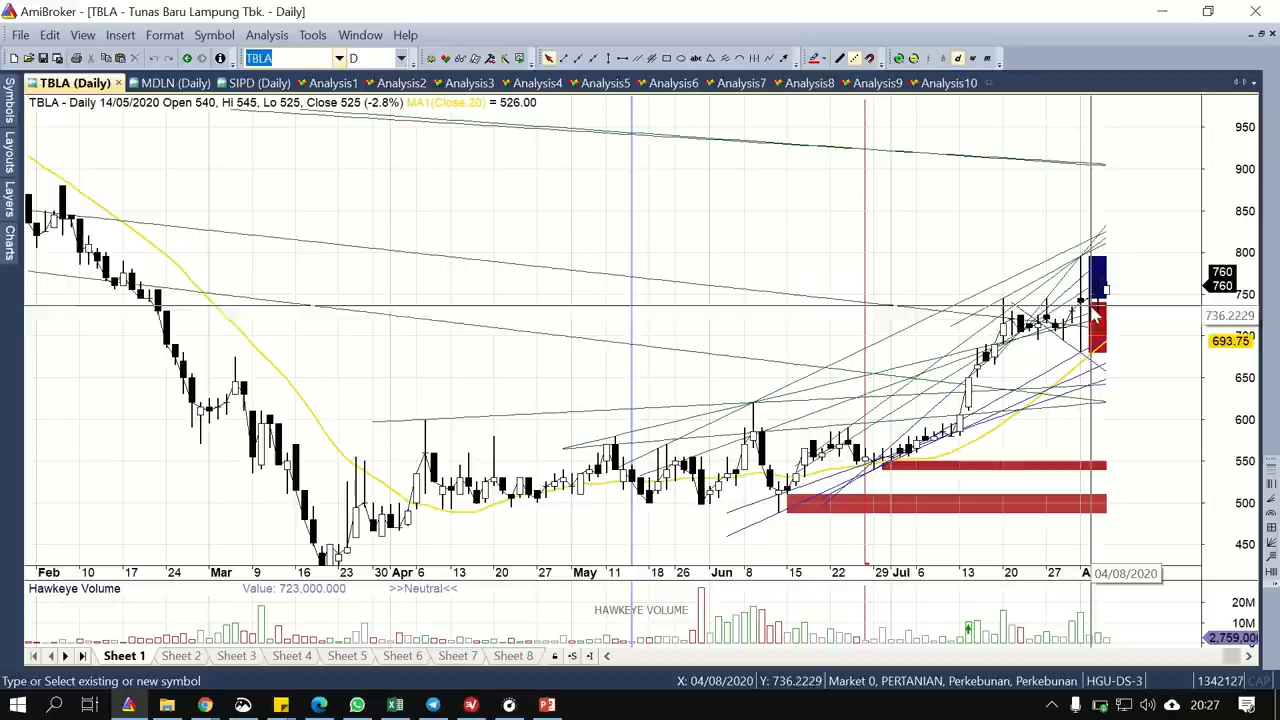 AmiBroker - [TBLA - Tunas Baru Lampung Tbk. - Daily]
File Edit View Insert Format Symbol Analysis Tools Window Help
TBLA D
TBLA (Daily) MDLN (Daily) SIPD (Daily) Analysis1 Analysis2 Analysis3 Analysis4 Analysis5 Analysis6 Analysis7 Analysis8 Analysis9 Analysis10
Symbols
Layouts
Layers
Charts
TBLA - Daily 14/05/2020 Open 540, Hi 545, Lo 525, Close 525 (-2.8%) MA1(Close,20) = 526.00
950
900
850
800
760
760
750
736.2229
700
693.75
650
600
550
500
450
Feb 10 17 24 Mar 9 16 23 30 Apr 6 13 20 27 May 11 18 26 Jun 8 15 22 29 Jul 6 13 20 27 A 04/08/2020
Hawkeye Volume Value: 723,000.000 >>Neutral<<
HAWKEYE VOLUME
20M
10M
2,759,00
Sheet 1 Sheet 2 Sheet 3 Sheet 4 Sheet 5 Sheet 6 Sheet 7 Sheet 8
Type or Select existing or new symbol X: 04/08/2020 Y: 736.2229 Market 0, PERTANIAN, Perkebunan, Perkebunan HGU-DS-3 1342127 CAP
20:27